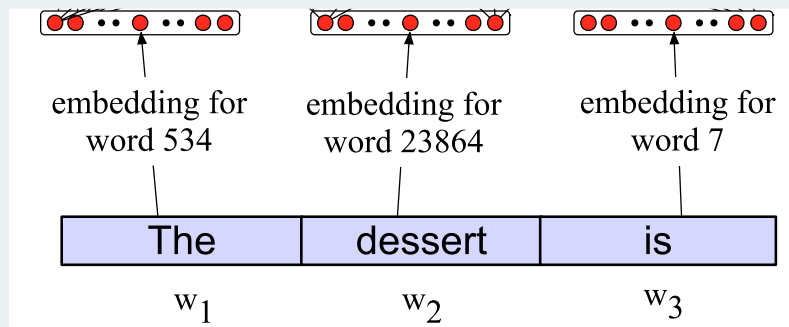 embedding for embedding for embedding for
word 534 word 23864 word 7
The dessert is
w1 w2 w3